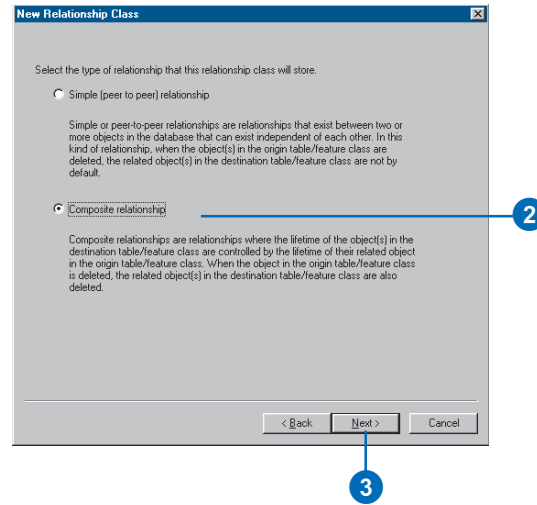 New Relationship Class
Select the type of relationship that this relationship class will store.
Simple (peer to peer) relationship
Simple or peer-to-peer relationships are relationships that exist between two or
more objects in the database that can exist independent of each other. In this
kind of relationship, when the object(s) in the origin table/feature class are
deleted, the related object(s) in the destination table/feature class are not by
default.
Composite relationship
2
Composite relationships are relationships where the lifetime of the object(s) in the
destination table/feature class are controlled by the lifetime of their related object
in the origin table/feature class. When the object in the origin table/feature class
is deleted, the related object(s) in the destination table/feature class are also
deleted.
< Back Next > Cancel
3